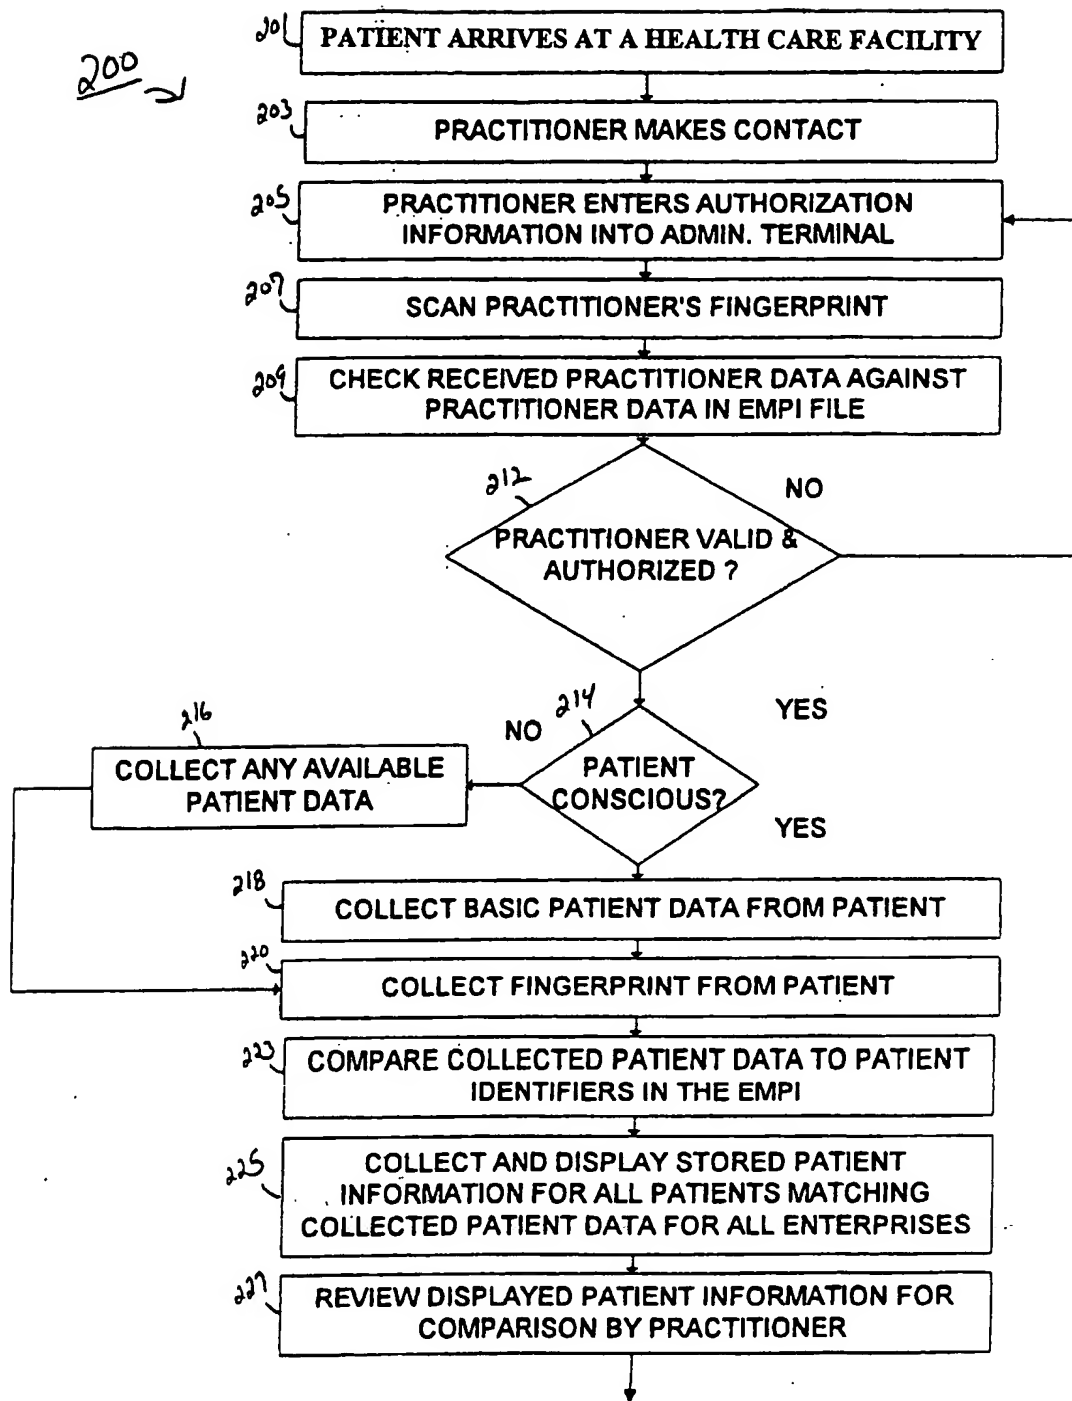 200
201
PATIENT ARRIVES AT A HEALTH CARE FACILITY
203
PRACTITIONER MAKES CONTACT
205
PRACTITIONER ENTERS AUTHORIZATION
INFORMATION INTO ADMIN. TERMINAL
207
SCAN PRACTITIONER'S FINGERPRINT
209
CHECK RECEIVED PRACTITIONER DATA AGAINST
PRACTITIONER DATA IN EMPI FILE
212
NO
PRACTITIONER VALID &
AUTHORIZED ?
YES
214
NO
PATIENT
CONSCIOUS?
YES
216
COLLECT ANY AVAILABLE
PATIENT DATA
218
COLLECT BASIC PATIENT DATA FROM PATIENT
220
COLLECT FINGERPRINT FROM PATIENT
223
COMPARE COLLECTED PATIENT DATA TO PATIENT
IDENTIFIERS IN THE EMPI
225
COLLECT AND DISPLAY STORED PATIENT
INFORMATION FOR ALL PATIENTS MATCHING
COLLECTED PATIENT DATA FOR ALL ENTERPRISES
227
REVIEW DISPLAYED PATIENT INFORMATION FOR
COMPARISON BY PRACTITIONER